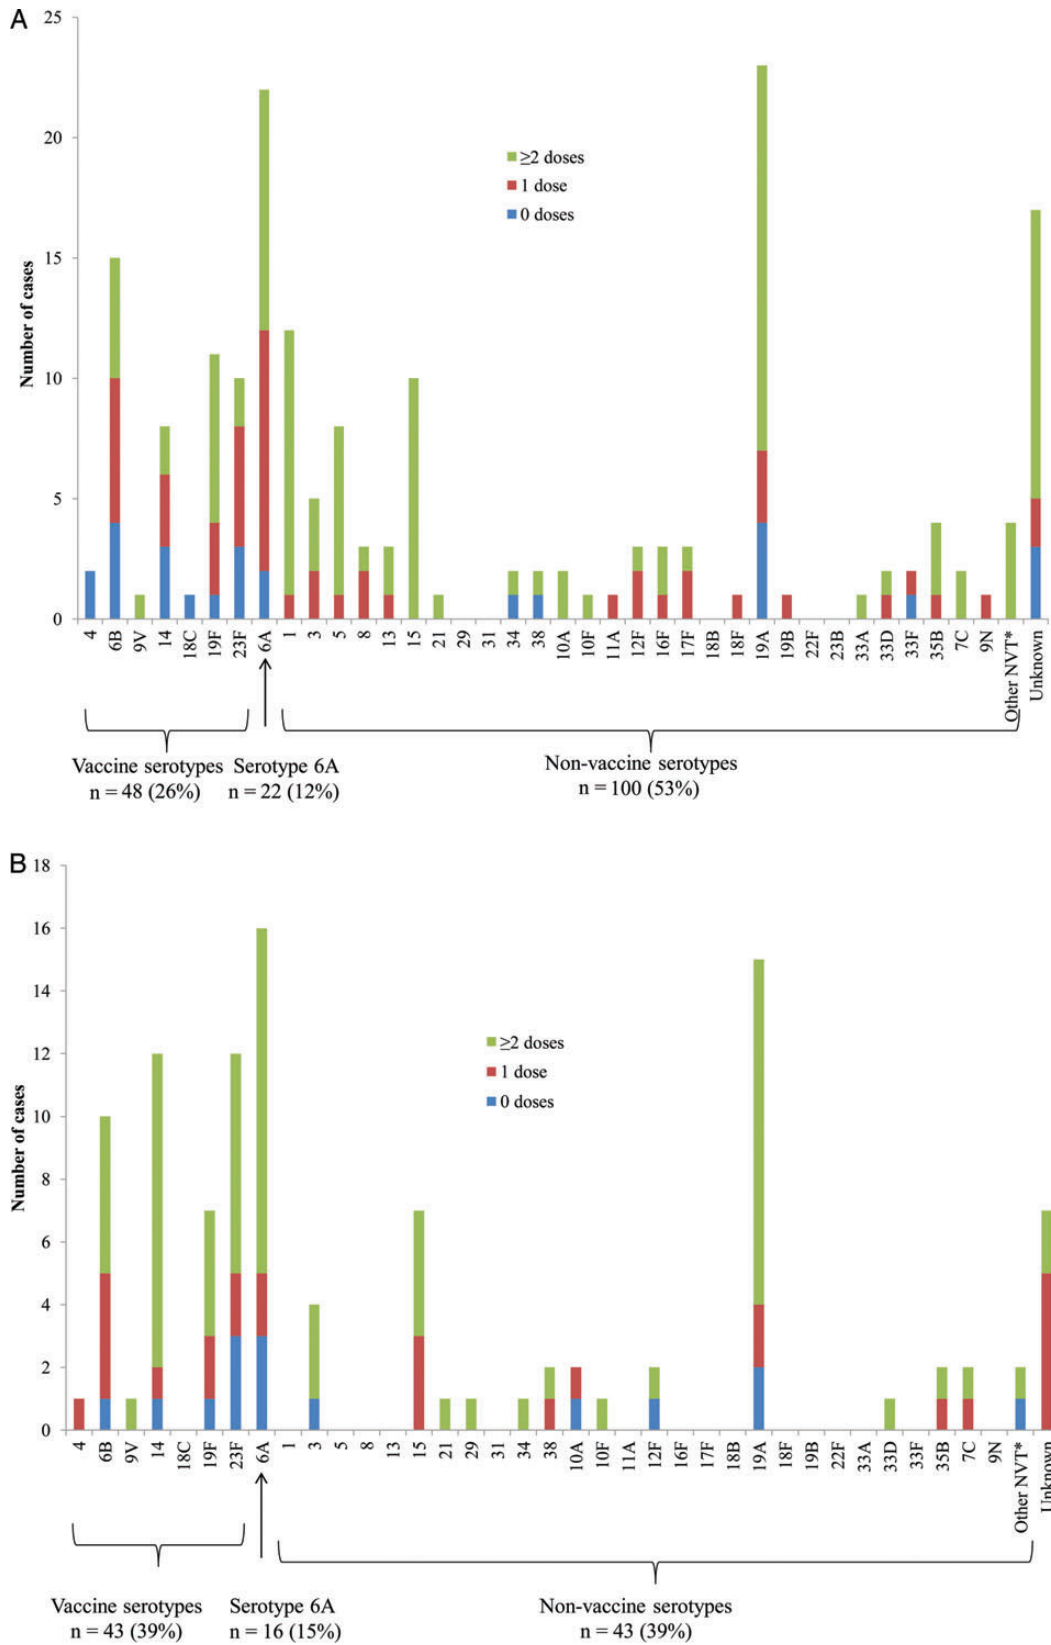 A
25
20
15
10
5
0
Number of cases
≥2 doses
1 dose
0 doses
4 6B 9V 14 18C 19F 23F 6A 1 3 5 8 13 15 21 29 31 34 38 10A 10F 11A 12F 16F 17F 18B 18F 19A 19B 22F 23B 33A 33D 33F 35B 7C 9N Other NVT* Unknown
Vaccine serotypes Serotype 6A Non-vaccine serotypes
n = 48 (26%) n = 22 (12%) n = 100 (53%)
B
18
16
14
12
10
8
6
4
2
0
Number of cases
≥2 doses
1 dose
0 doses
4 6B 9V 14 18C 19F 23F 6A 1 3 5 8 13 15 21 29 31 34 38 10A 10F 11A 12F 16F 17F 18B 19A 18F 19B 22F 33A 33D 33F 35B 7C 9N Other NVT* Unknown
Vaccine serotypes Serotype 6A Non-vaccine serotypes
n = 43 (39%) n = 16 (15%) n = 43 (39%)